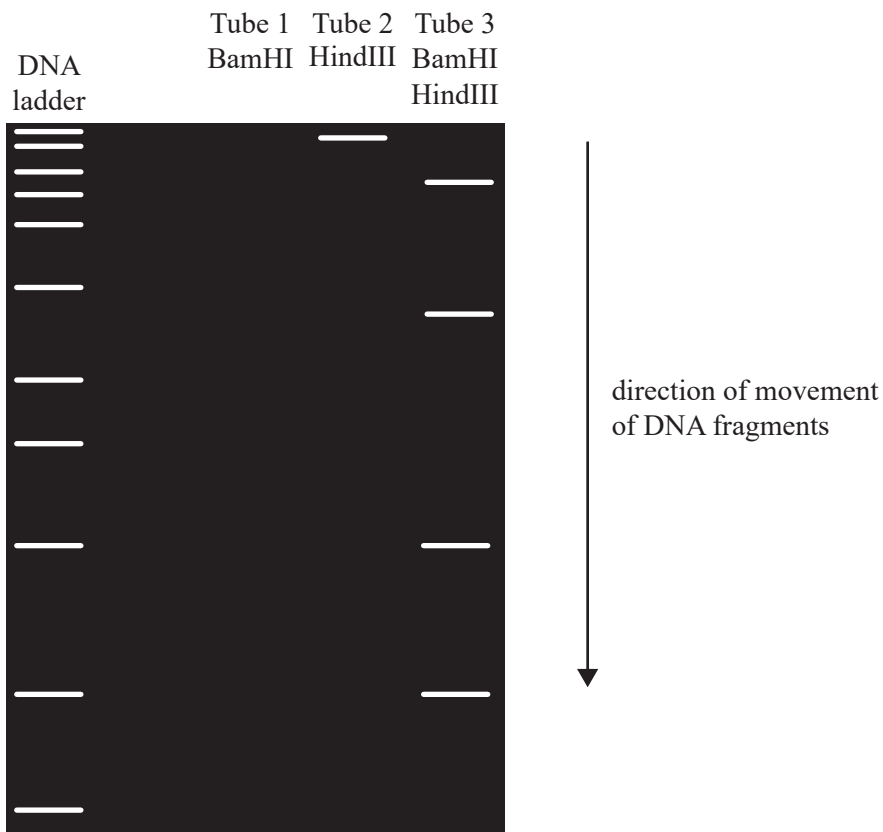 Tube 1
BamHI
Tube 2
HindIII
Tube 3
BamHI
HindIII
DNA
ladder
direction of movement
of DNA fragments